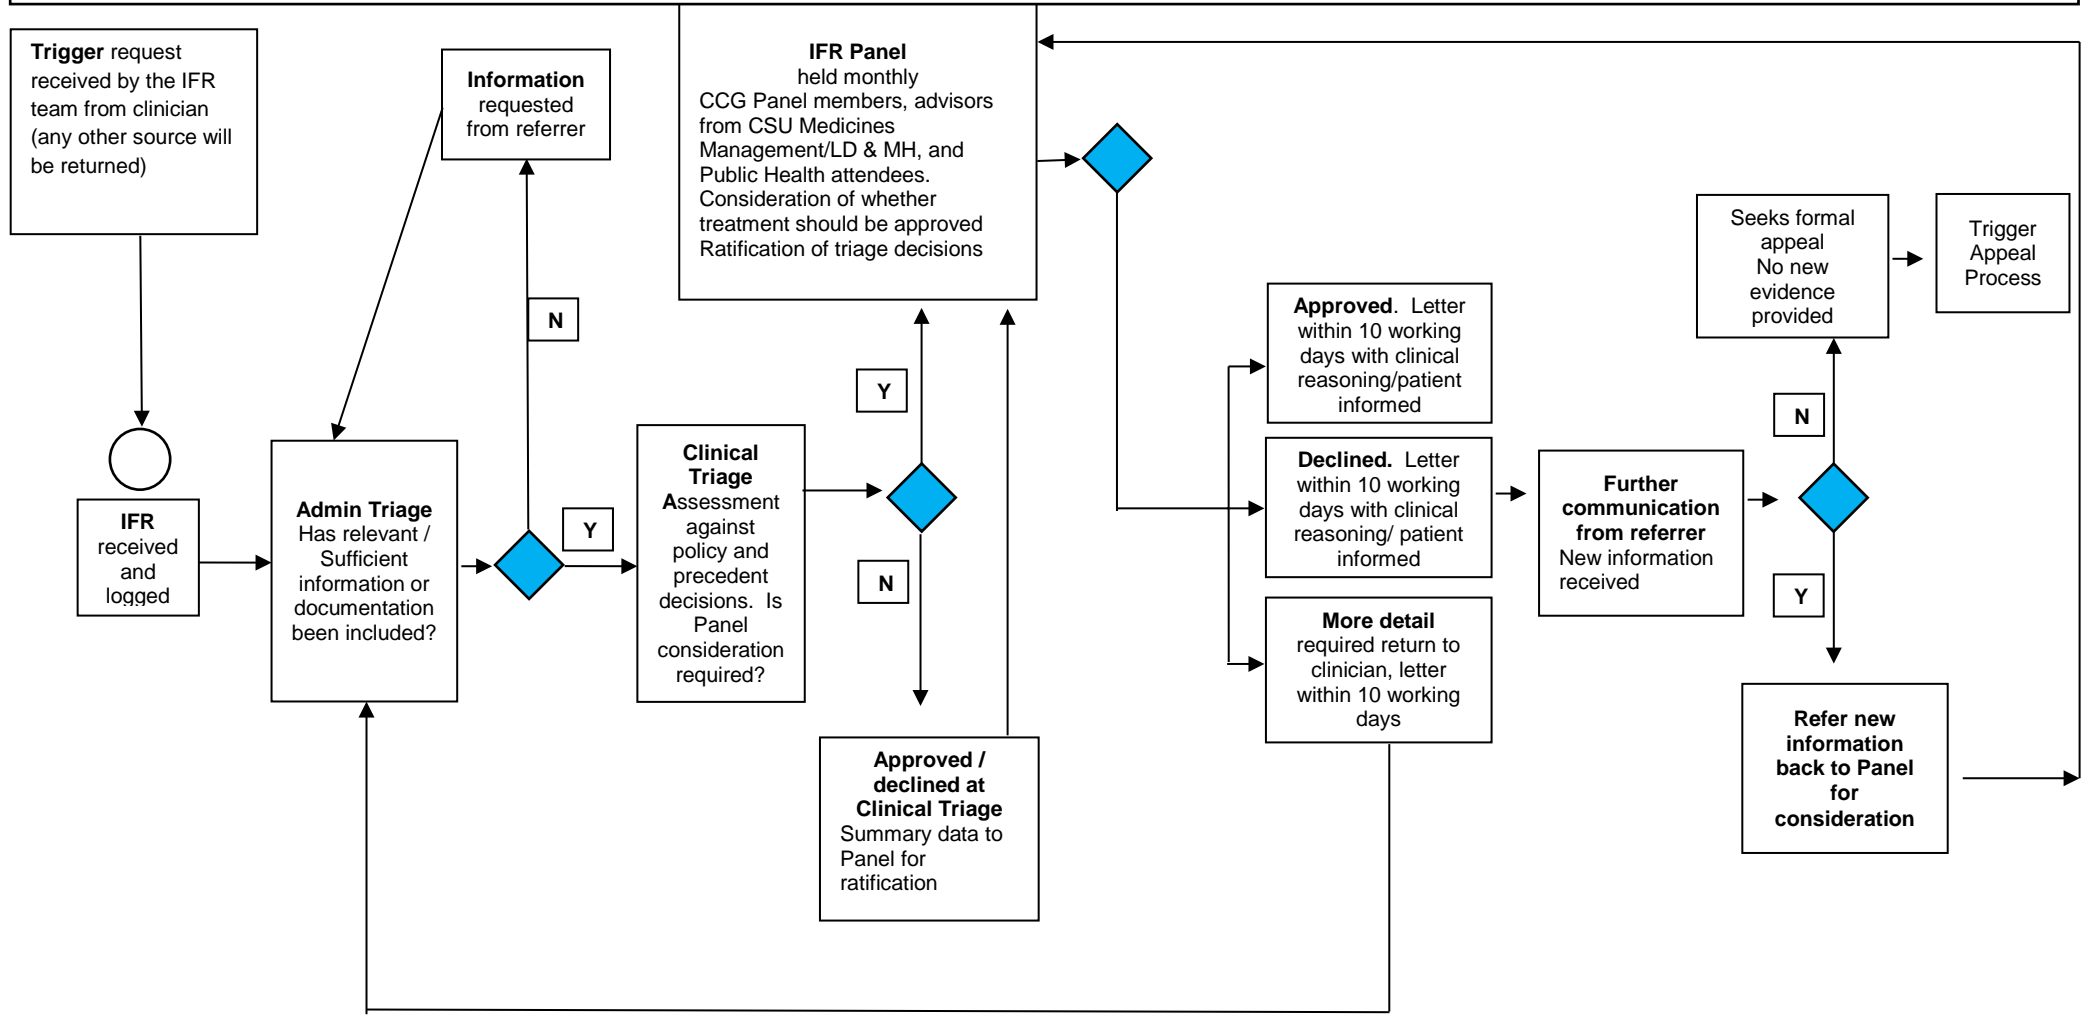 Trigger request
received by the IFR
team from clinician
(any other source will
be returned)
Information
requested
from referrer
IFR Panel
held monthly
CCG Panel members, advisors
from CSU Medicines
Management/LD & MH, and
Public Health attendees.
Consideration of whether
treatment should be approved
Ratification of triage decisions
Seeks formal
appeal
No new
evidence
provided
Trigger
Appeal
Process
N
Y
Approved. Letter
within 10 working
days with clinical
reasoning/patient
informed
N
IFR
received
and
logged
Admin Triage
Has relevant /
Sufficient
information or
documentation
been included?
Y
Clinical
Triage
Assessment
against
policy and
precedent
decisions. Is
Panel
consideration
required?
N
Declined. Letter
within 10 working
days with clinical
reasoning/ patient
informed
Further
communication
from referrer
New information
received
Y
More detail
required return to
clinician, letter
within 10 working
days
Approved /
declined at
Clinical Triage
Summary data to
Panel for
ratification
Refer new
information
back to Panel
for
consideration